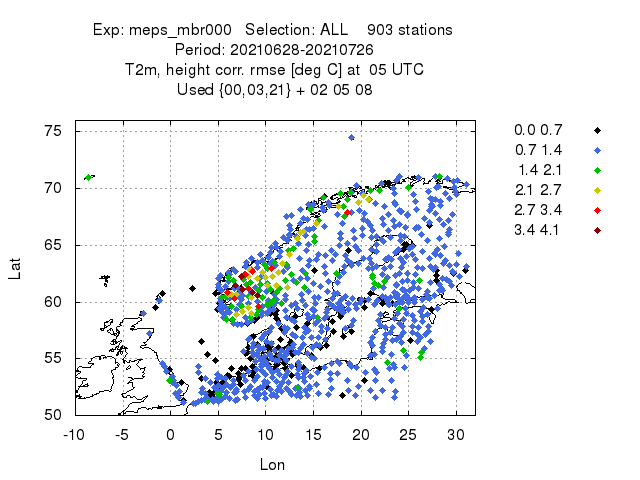 Exp: meps_mbr000 Selection: ALL 903 stations
Period: 20210628-20210726
T2m, height corr. rmse [deg C] at 05 UTC
Used {00,03,21} + 02 05 08
75
70
65
60
55
50
Lat
-10 -5 0 5 10 15 20 25 30
Lon
0.0 0.7
0.7 1.4
1.4 2.1
2.1 2.7
2.7 3.4
3.4 4.1